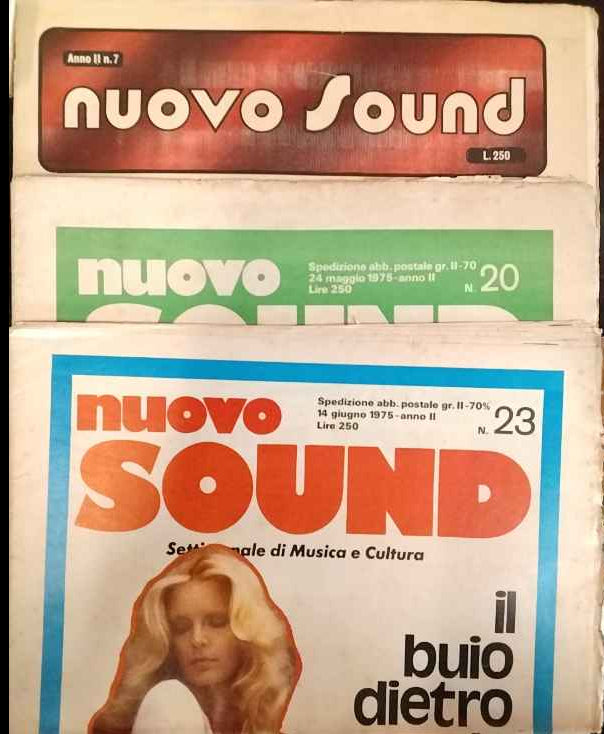 Anno II n.7
nuovo Sound
L. 250
nuovo
Spedizione abb. postale gr. II-70
24 maggio 1975-anno II
Lire 250
N. 20
SOUND
nuovo
Spedizione abb. postale gr. II-70%
14 giugno 1975-anno II
Lire 250
N. 23
SOUND
di Musica e Cultura
il
buio
dietro